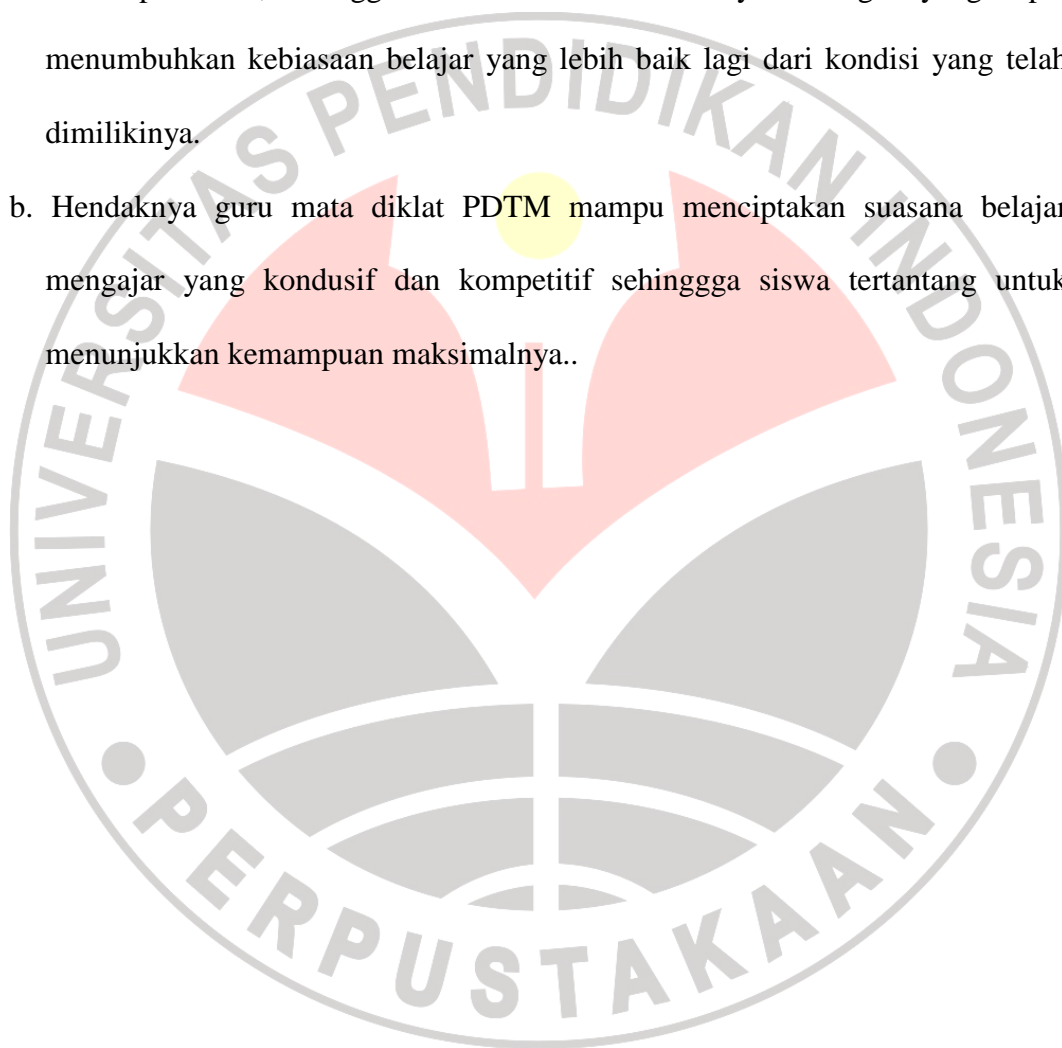 menumbuhkan kebiasaan belajar yang lebih baik lagi dari kondisi yang telah
dimilikinya.
b. Hendaknya guru mata diklat PDTM mampu menciptakan suasana belajar
mengajar yang kondusif dan kompetitif sehinggga siswa tertantang untuk
menunjukkan kemampuan maksimalnya..
UNIVERSITAS PENDIDIKAN INDONESIA
PERPUSTAKAAN